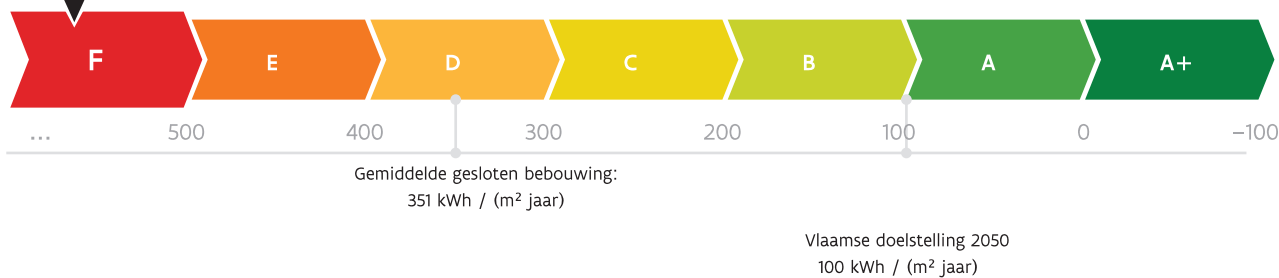 F E D C B A A+
... 500 400 300 200 100 0 −100
Gemiddelde gesloten bebouwing:
351 kWh / (m² jaar)
Vlaamse doelstelling 2050
100 kWh / (m² jaar)